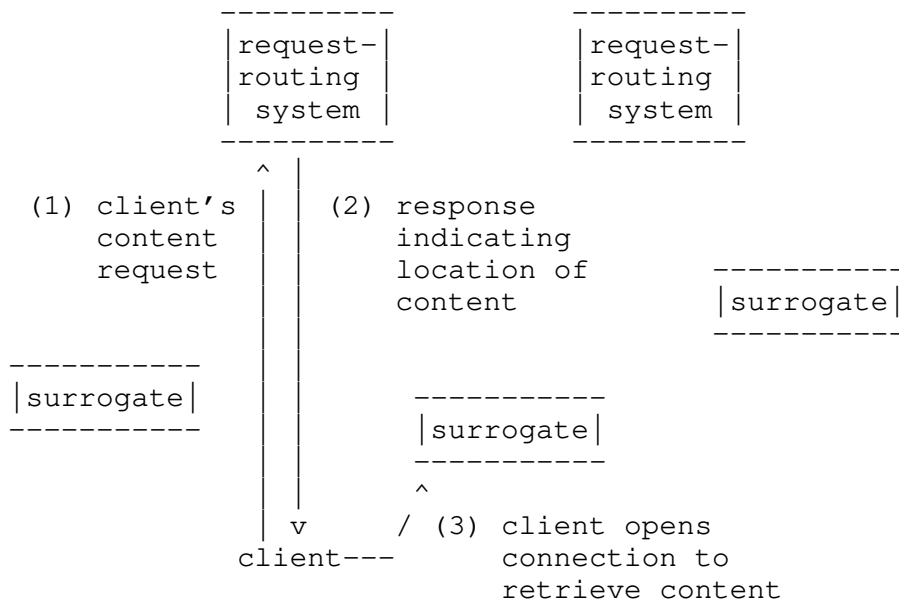 request-
routing
system
request-
routing
system
(1) client's
content
request
(2) response
indicating
location of
content
surrogate
surrogate
surrogate
(3) client opens
connection to
retrieve content
client